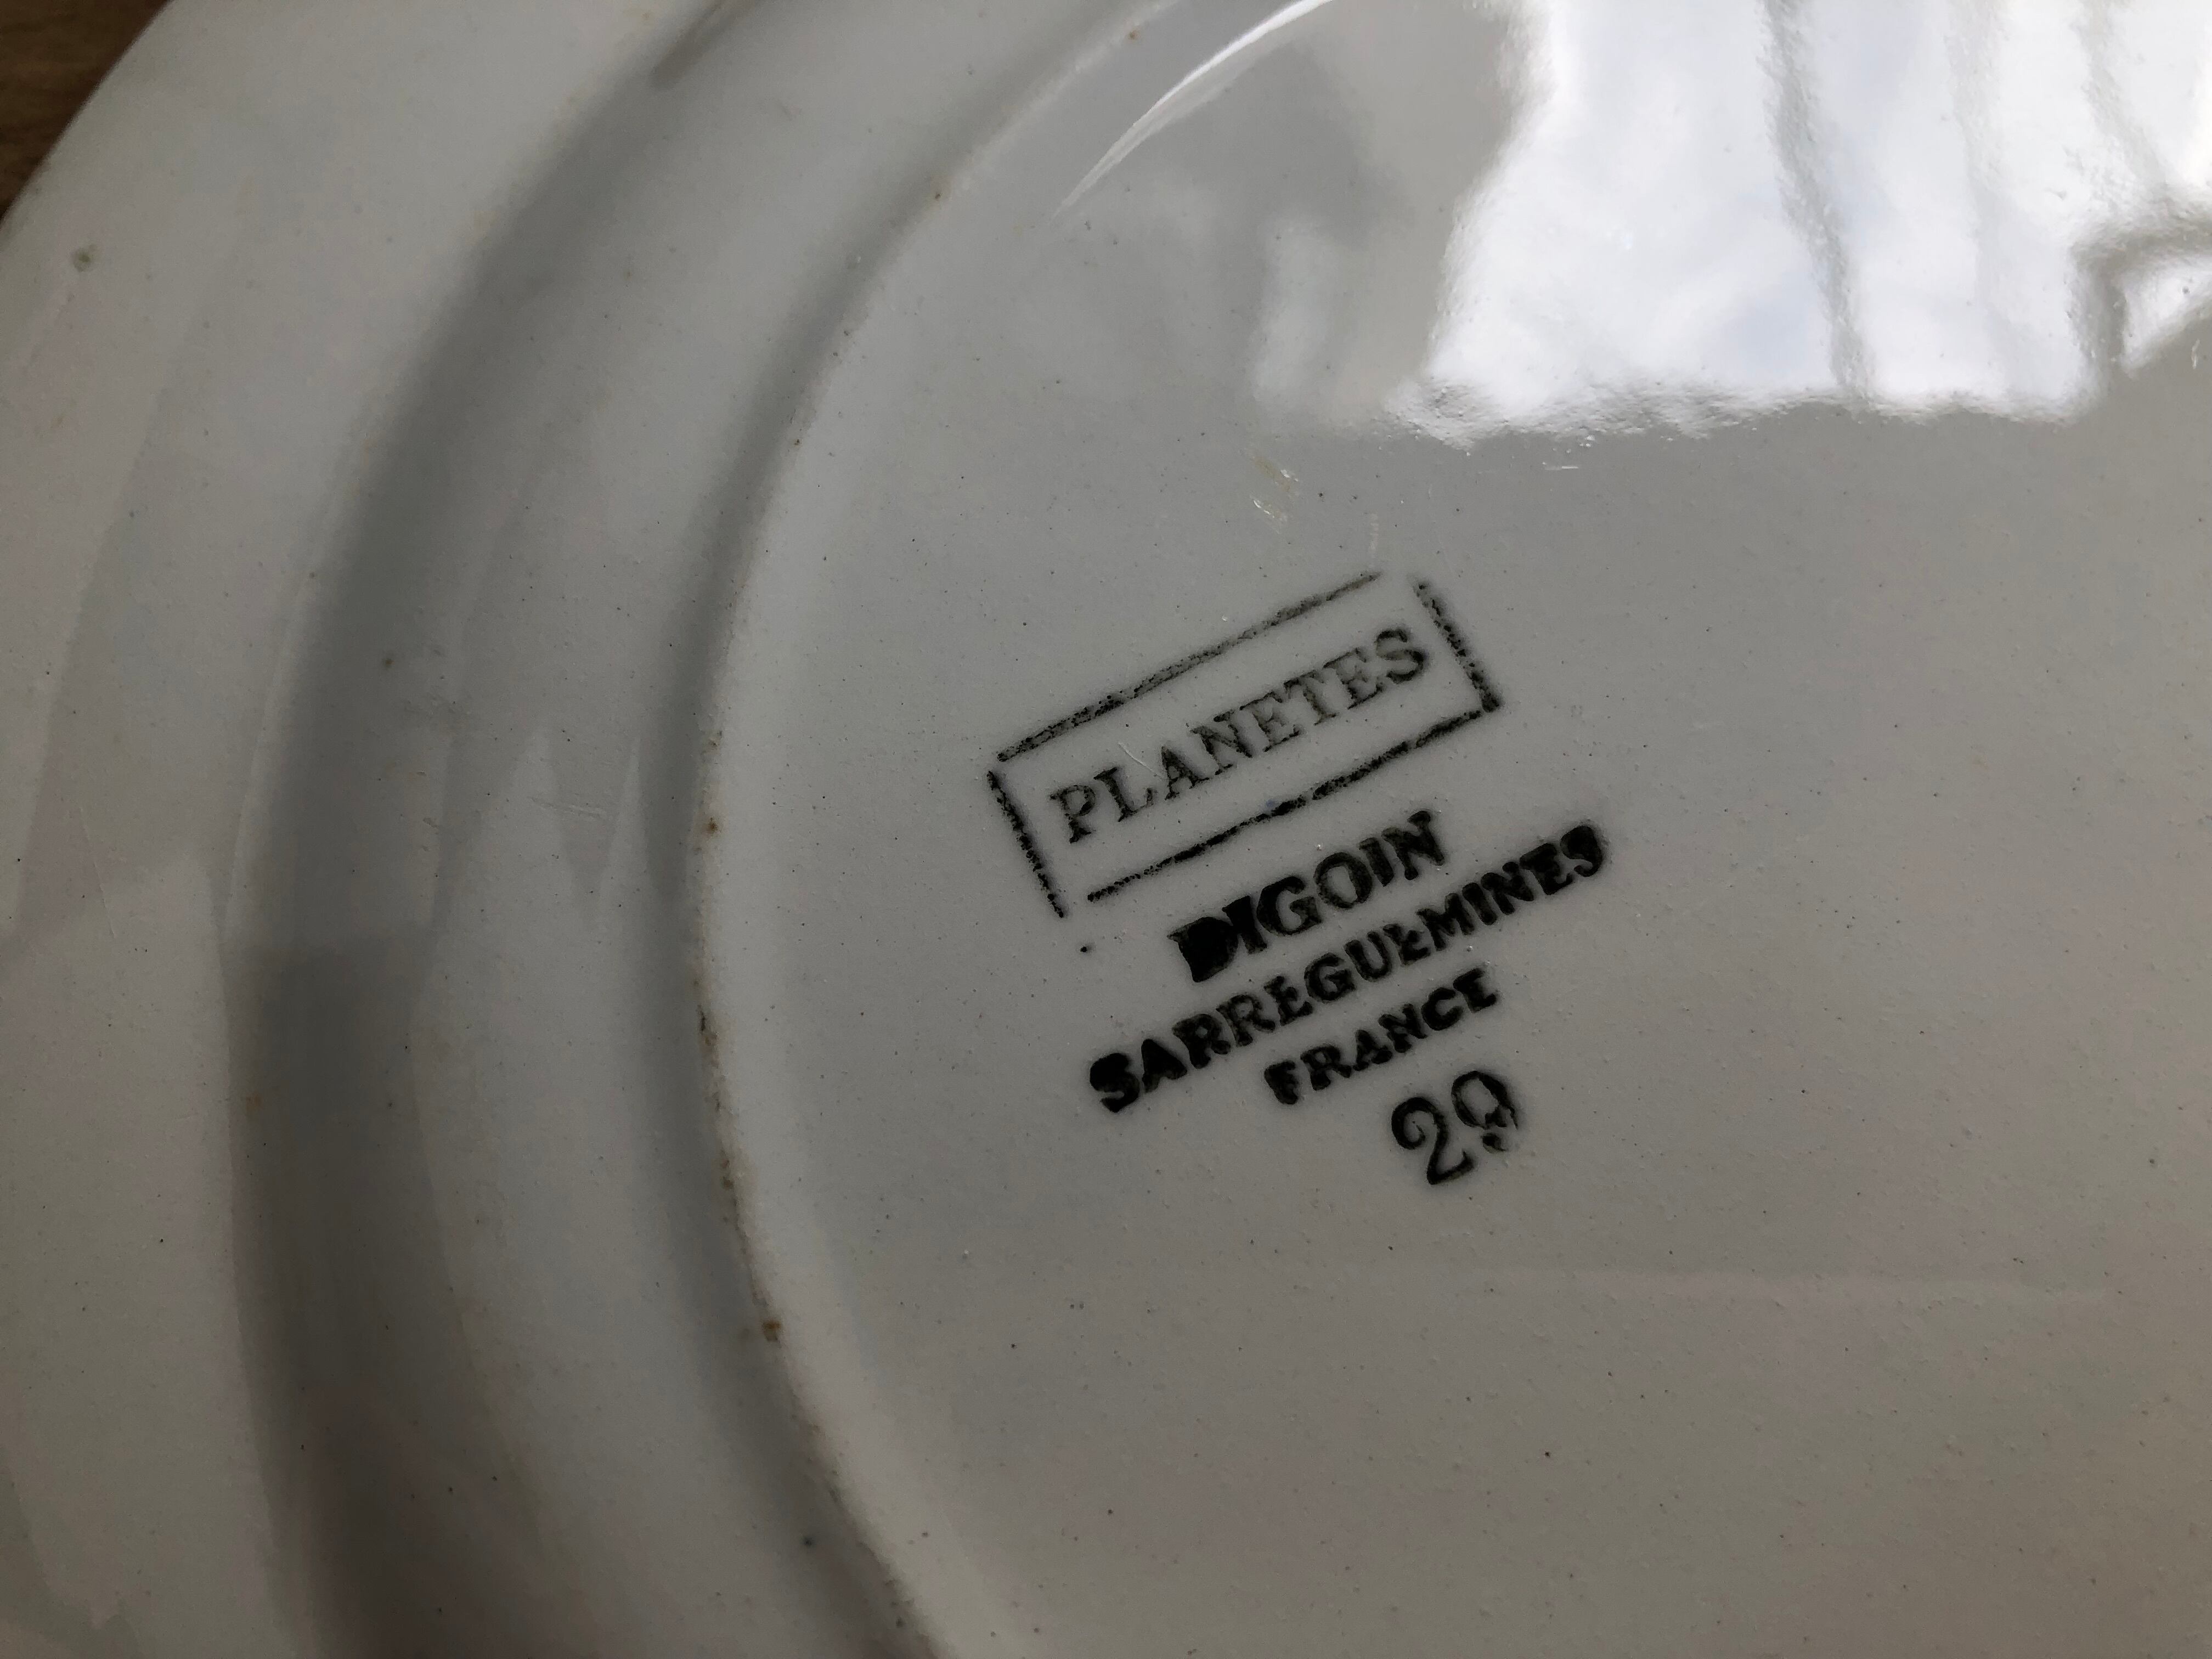 PLANETES
DIGOIN
SARREGUEMINES
FRANCE
29